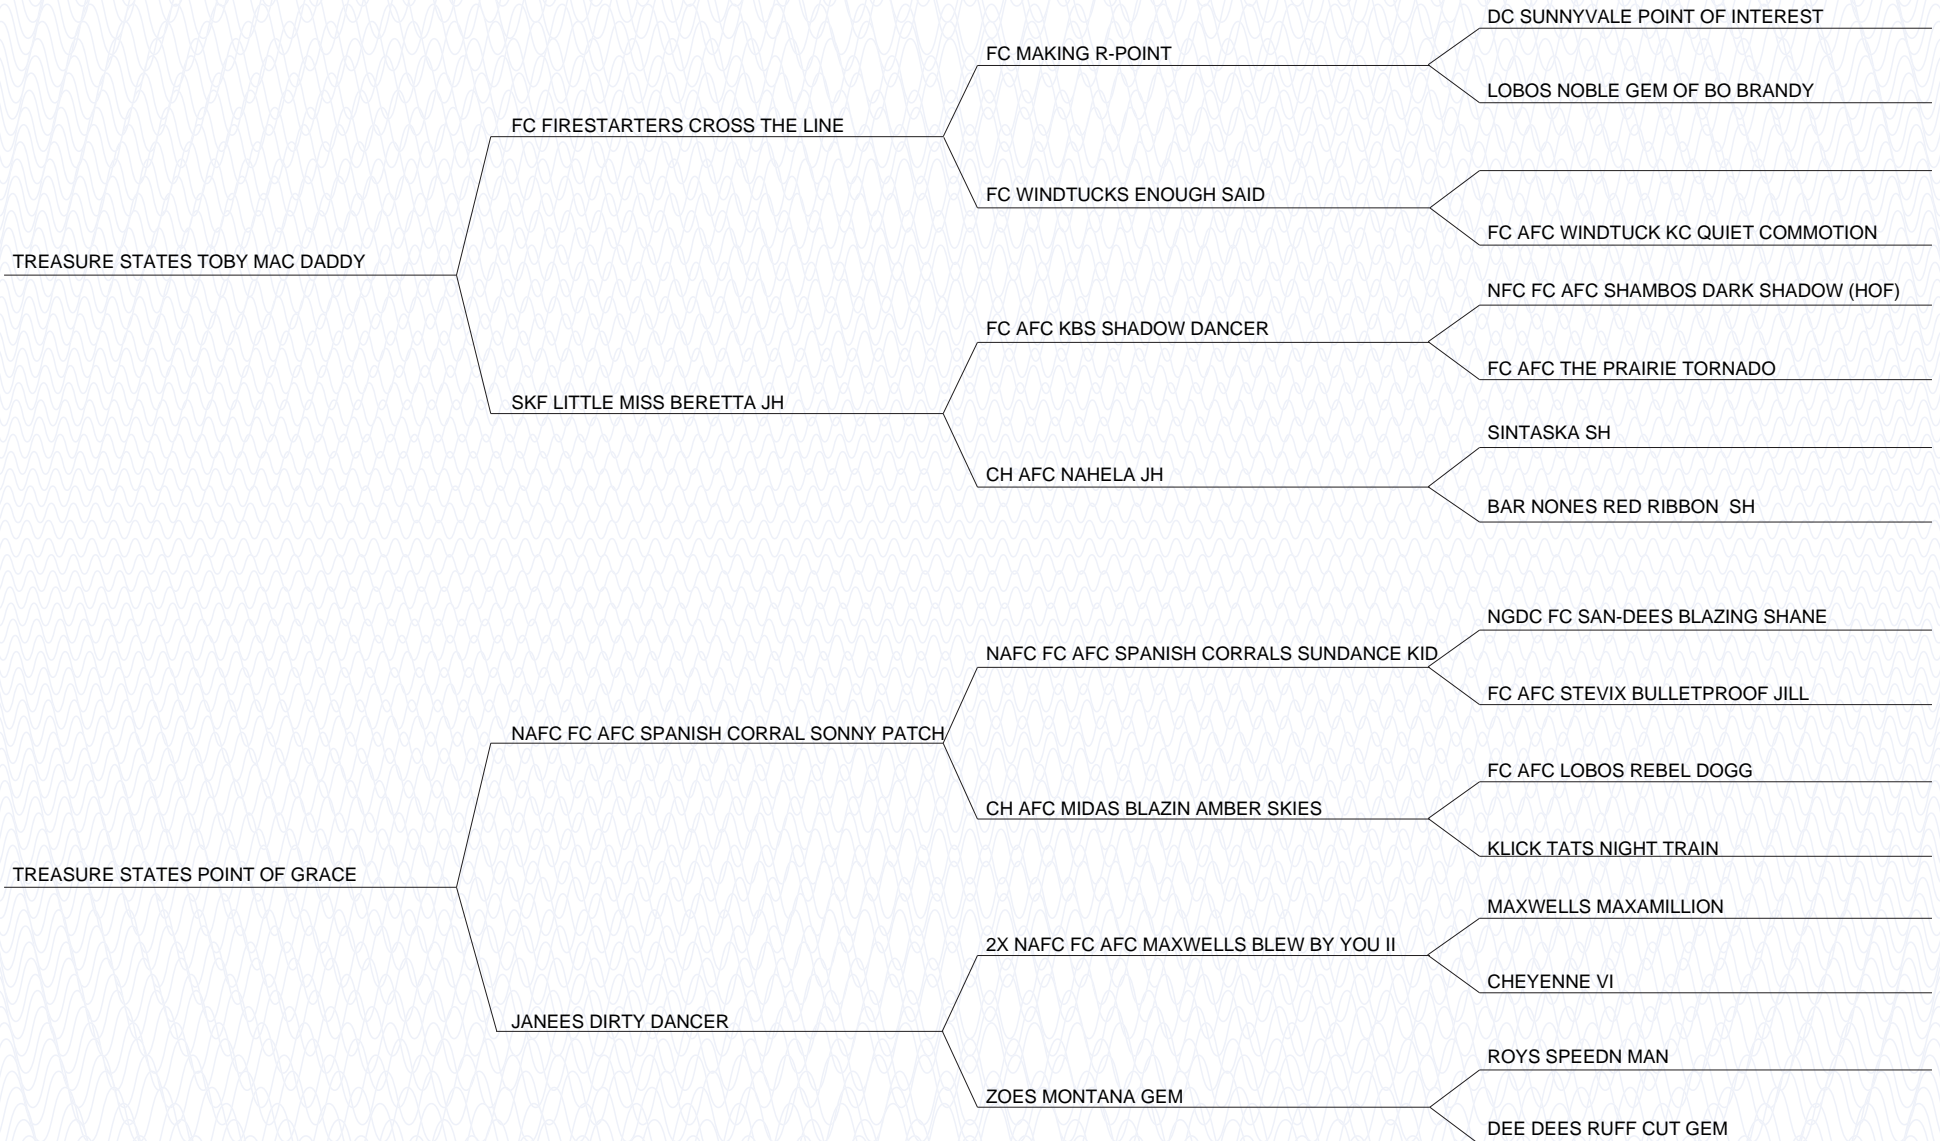 DC SUNNYVALE POINT OF INTEREST
FC MAKING R-POINT
LOBOS NOBLE GEM OF BO BRANDY
FC FIRESTARTERS CROSS THE LINE
FC WINDTUCKS ENOUGH SAID
FC AFC WINDTUCK KC QUIET COMMOTION
TREASURE STATES TOBY MAC DADDY
NFC FC AFC SHAMBOS DARK SHADOW (HOF)
FC AFC KBS SHADOW DANCER
FC AFC THE PRAIRIE TORNADO
SKF LITTLE MISS BERETTA JH
SINTASKA SH
CH AFC NAHELA JH
BAR NONES RED RIBBON  SH
NGDC FC SAN-DEES BLAZING SHANE
NAFC FC AFC SPANISH CORRALS SUNDANCE KID
FC AFC STEVIX BULLETPROOF JILL
NAFC FC AFC SPANISH CORRAL SONNY PATCH
FC AFC LOBOS REBEL DOGG
CH AFC MIDAS BLAZIN AMBER SKIES
KLICK TATS NIGHT TRAIN
TREASURE STATES POINT OF GRACE
MAXWELLS MAXAMILLION
2X NAFC FC AFC MAXWELLS BLEW BY YOU II
CHEYENNE VI
JANEES DIRTY DANCER
ROYS SPEEDN MAN
ZOES MONTANA GEM
DEE DEES RUFF CUT GEM